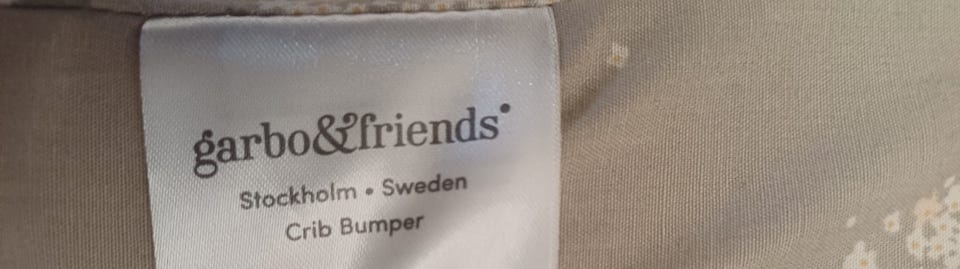 garbo&friends
Stockholm • Sweden
Crib Bumper